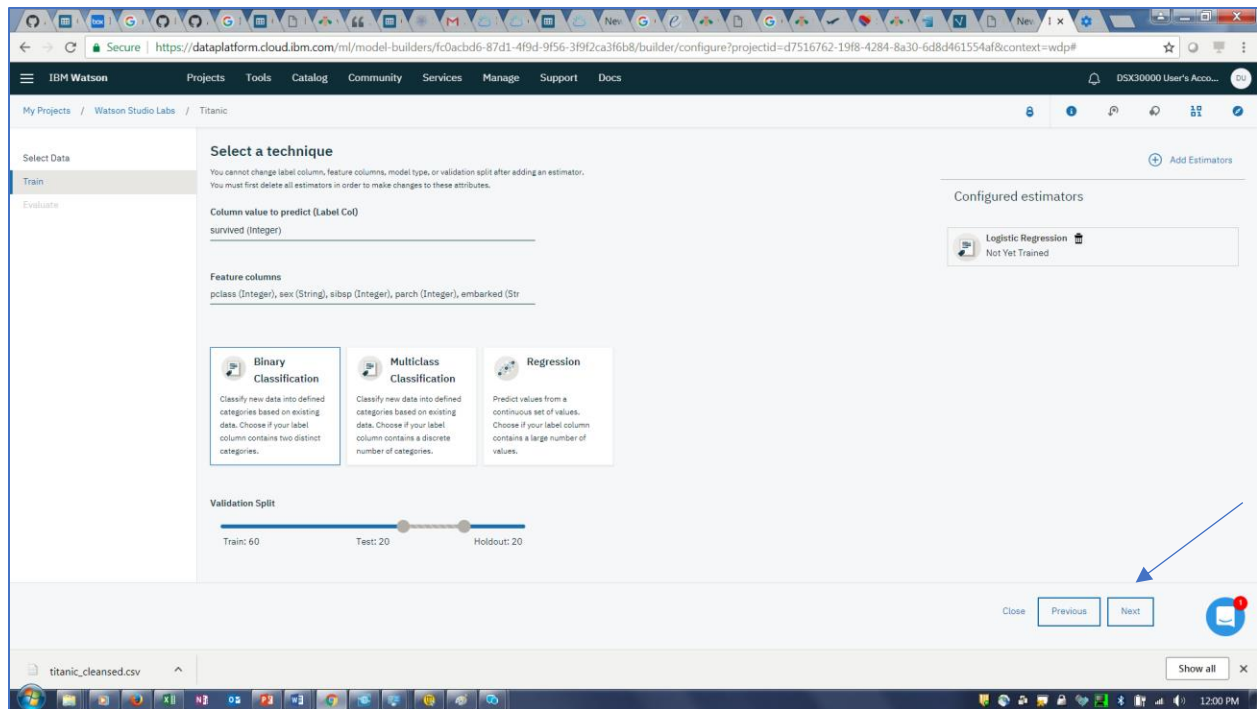 New
New
1 ×
Secure | https://dataplatform.cloud.ibm.com/ml/model-builders/fc0acbd6-87d1-4f9d-9f56-3f9f2ca3f6b8/builder/configure?projectid=d7516762-19f8-4284-8a30-6d8d461554af&context=wdp#
IBM Watson Projects Tools Catalog Community Services Manage Support Docs DSX30000 User's Acco... DU
My Projects / Watson Studio Labs / Titanic
Select Data
Train
Evaluate
Select a technique
You cannot change label column, feature columns, model type, or validation split after adding an estimator.
You must first delete all estimators in order to make changes to these attributes.
Column value to predict (Label Col)
survived (Integer)
Feature columns
pclass (Integer), sex (String), sibsp (Integer), parch (Integer), embarked (Str
Binary
Classification
Classify new data into defined
categories based on existing
data. Choose if your label
column contains two distinct
categories.
Multiclass
Classification
Classify new data into defined
categories based on existing
data. Choose if your label
column contains a discrete
number of categories.
Regression
Predict values from a
continuous set of values.
Choose if your label column
contains a large number of
values.
Validation Split
Train: 60 Test: 20 Holdout: 20
Add Estimators
Configured estimators
Logistic Regression
Not Yet Trained
Close Previous Next
1
titanic_cleansed.csv
Show all
12:00 PM